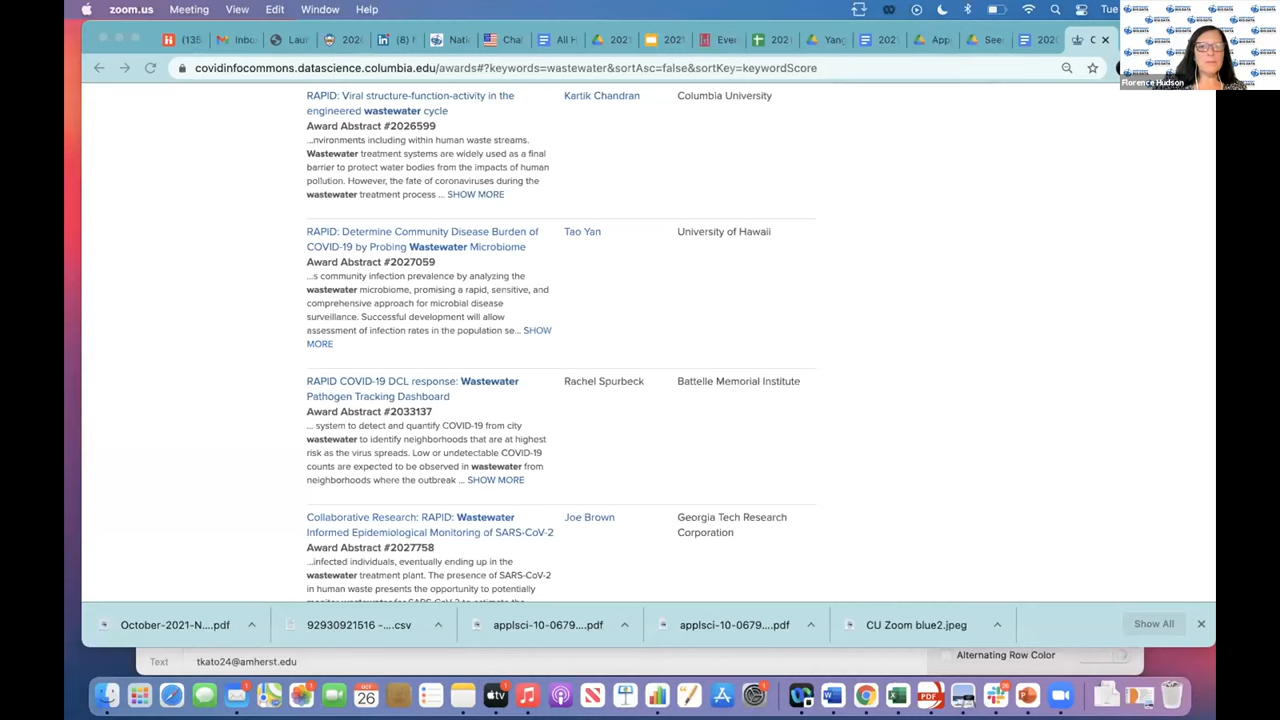 zoom.us Meeting View Edit Window Help
Tue
NORTHEAST BIG DATA
Florence Hudson
covidinfocommons.datascience.columbia.edu
RAPID: Viral structure-function persistence in the Kartik Chandran Columbia University
engineered wastewater cycle
Award Abstract #2026599
...nvironments including within human waste streams.
Wastewater treatment systems are widely used as a final
barrier to protect water bodies from the impacts of human
pollution. However, the fate of coronaviruses during the
wastewater treatment process ... SHOW MORE
RAPID: Determine Community Disease Burden of Tao Yan University of Hawaii
COVID-19 by Probing Wastewater Microbiome
Award Abstract #2027059
...s community infection prevalence by analyzing the
wastewater microbiome, promising a rapid, sensitive, and
comprehensive approach for microbial disease
surveillance. Successful development will allow
assessment of infection rates in the population se... SHOW
MORE
RAPID COVID-19 DCL response: Wastewater Rachel Spurbeck Battelle Memorial Institute
Pathogen Tracking Dashboard
Award Abstract #2033137
... system to detect and quantify COVID-19 from city
wastewater to identify neighborhoods that are at highest
risk as the virus spreads. Low or undetectable COVID-19
counts are expected to be observed in wastewater from
neighborhoods where the outbreak ... SHOW MORE
Collaborative Research: RAPID: Wastewater Joe Brown Georgia Tech Research
Informed Epidemiological Monitoring of SARS-CoV-2 Corporation
Award Abstract #2027758
...infected individuals, eventually ending up in the
wastewater treatment plant. The presence of SARS-CoV-2
in human waste presents the opportunity to potentially
October-2021-N....pdf 92930921516 -....csv applsci-10-0679....pdf applsci-10-0679....pdf CU Zoom blue2.jpeg Show All
Text tkato24@amherst.edu Alternating Row Color
OCT
26
tv
PDF